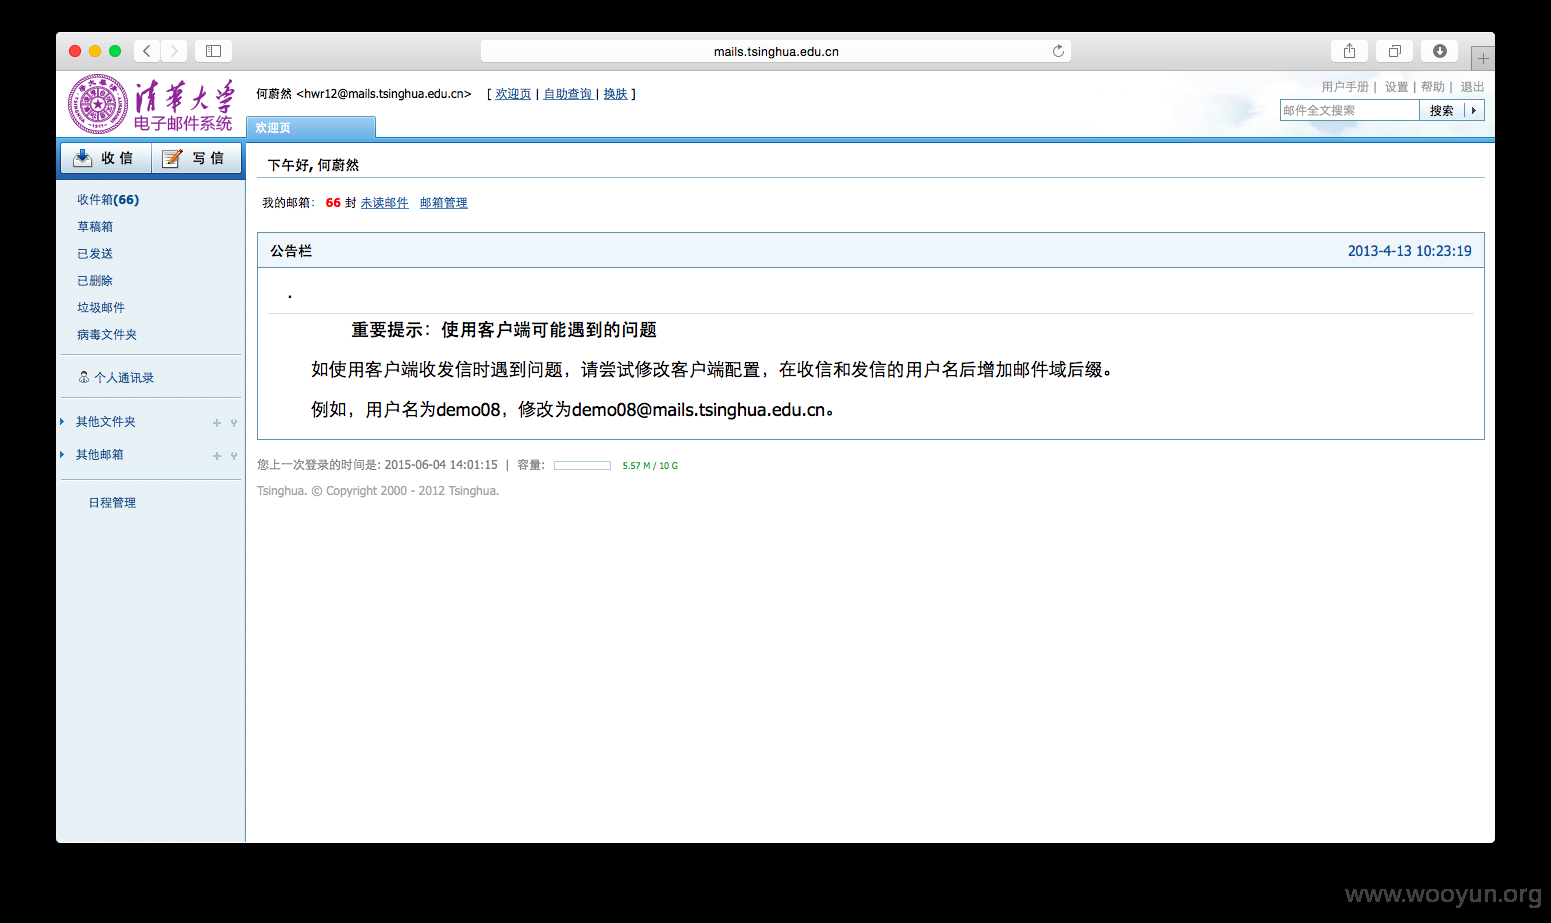 mails.tsinghua.edu.cn
清华大学
电子邮件系统
何蔚然 <hwr12@mails.tsinghua.edu.cn> [ 欢迎页 | 自助查询 | 换肤 ]
用户手册 | 设置 | 帮助 | 退出
邮件全文搜索 搜索
欢迎页
收 信 写 信
收件箱(66)
草稿箱
已发送
已删除
垃圾邮件
病毒文件夹
个人通讯录
其他文件夹
其他邮箱
日程管理
下午好, 何蔚然
我的邮箱: 66 封 未读邮件 邮箱管理
公告栏 2013-4-13 10:23:19
.
重要提示：使用客户端可能遇到的问题
如使用客户端收发信时遇到问题，请尝试修改客户端配置，在收信和发信的用户名后增加邮件域后缀。
例如，用户名为demo08，修改为demo08@mails.tsinghua.edu.cn。
您上一次登录的时间是: 2015-06-04 14:01:15 | 容量: 5.57 M / 10 G
Tsinghua. © Copyright 2000 - 2012 Tsinghua.
www.wooyun.org